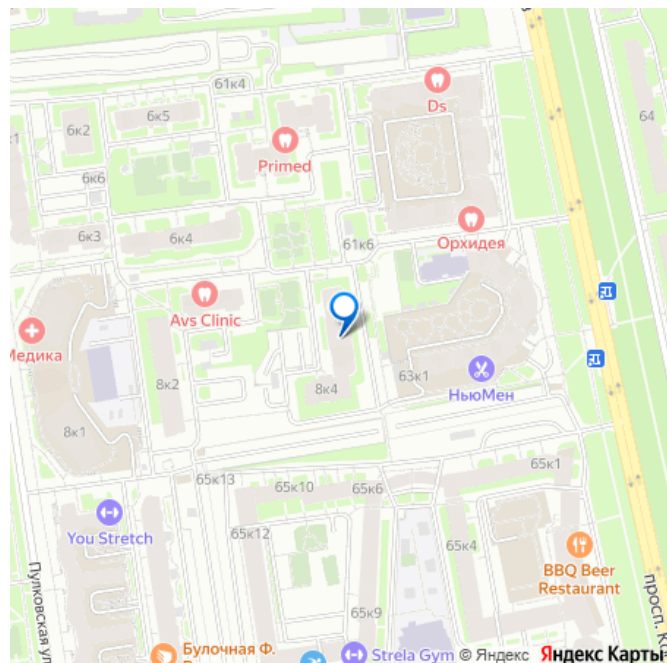 61к4
Ds
64
6к5
6к2
Primed
6к6
6к3
6к4
61к6
Орхидея
Avs Clinic
Медика
8к2
8к4
63к1
НьюМен
8к1
65к13
65к10
65к6
65к1
You Stretch
65к12
65к4
BBQ Beer
Restaurant
Пулковская ул
65к9
просп. К
Булочная Ф.
Strela Gym
© Яндекс Яндекс Карты